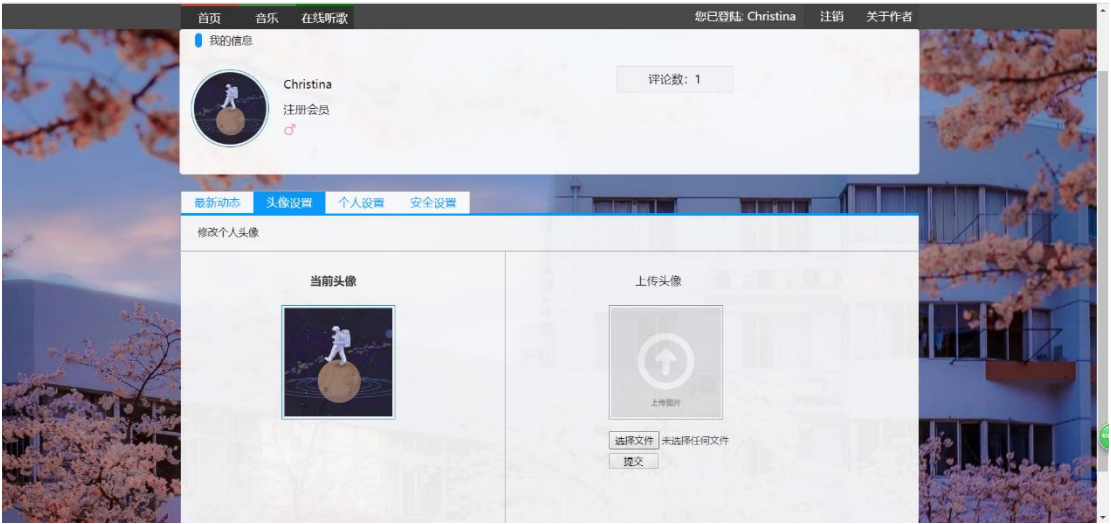 首页 音乐 在线听歌 您已登陆: Christina 注销 关于作者
我的信息
Christina
注册会员
评论数：1
最新动态 头像设置 个人设置 安全设置
修改个人头像
当前头像 上传头像
上传图片
选择文件 未选择任何文件
提交